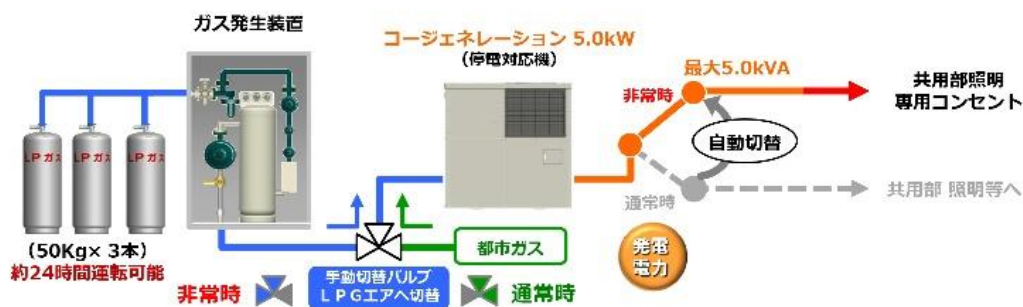 ガス発生装置
コージェネレーション 5.0kW
(停電対応機)
最大5.0kVA
非常時
共用部照明
専用コンセント
自動切替
LPガス
LPガス
LPガス
通常時
共用部 照明等へ
(50Kg× 3本)
約24時間運転可能
都市ガス
発電
電力
非常時
手動切替バルブ
LPGエアへ切替
通常時